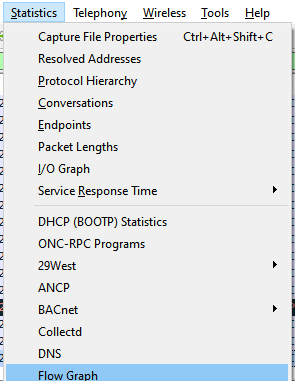 Statistics Telephony Wireless Tools Help
Capture File Properties Ctrl+Alt+Shift+C
Resolved Addresses
Protocol Hierarchy
Conversations
Endpoints
Packet Lengths
I/O Graph
Service Response Time
DHCP (BOOTP) Statistics
ONC-RPC Programs
29West
ANCP
BACnet
Collectd
DNS
Flow Graph